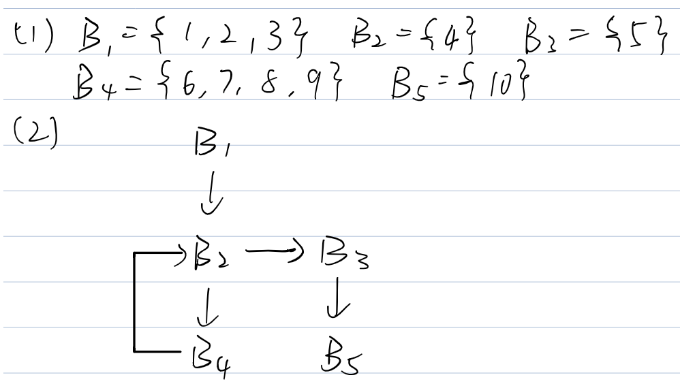 (1) B₁ = {1, 2, 3} B₂ = {4} B₃ = {5}
B₄ = {6, 7, 8, 9} B₅ = {10}
(2)
B₁
↓
→ B₂ → B₃
↓ ↓
B₄ B₅